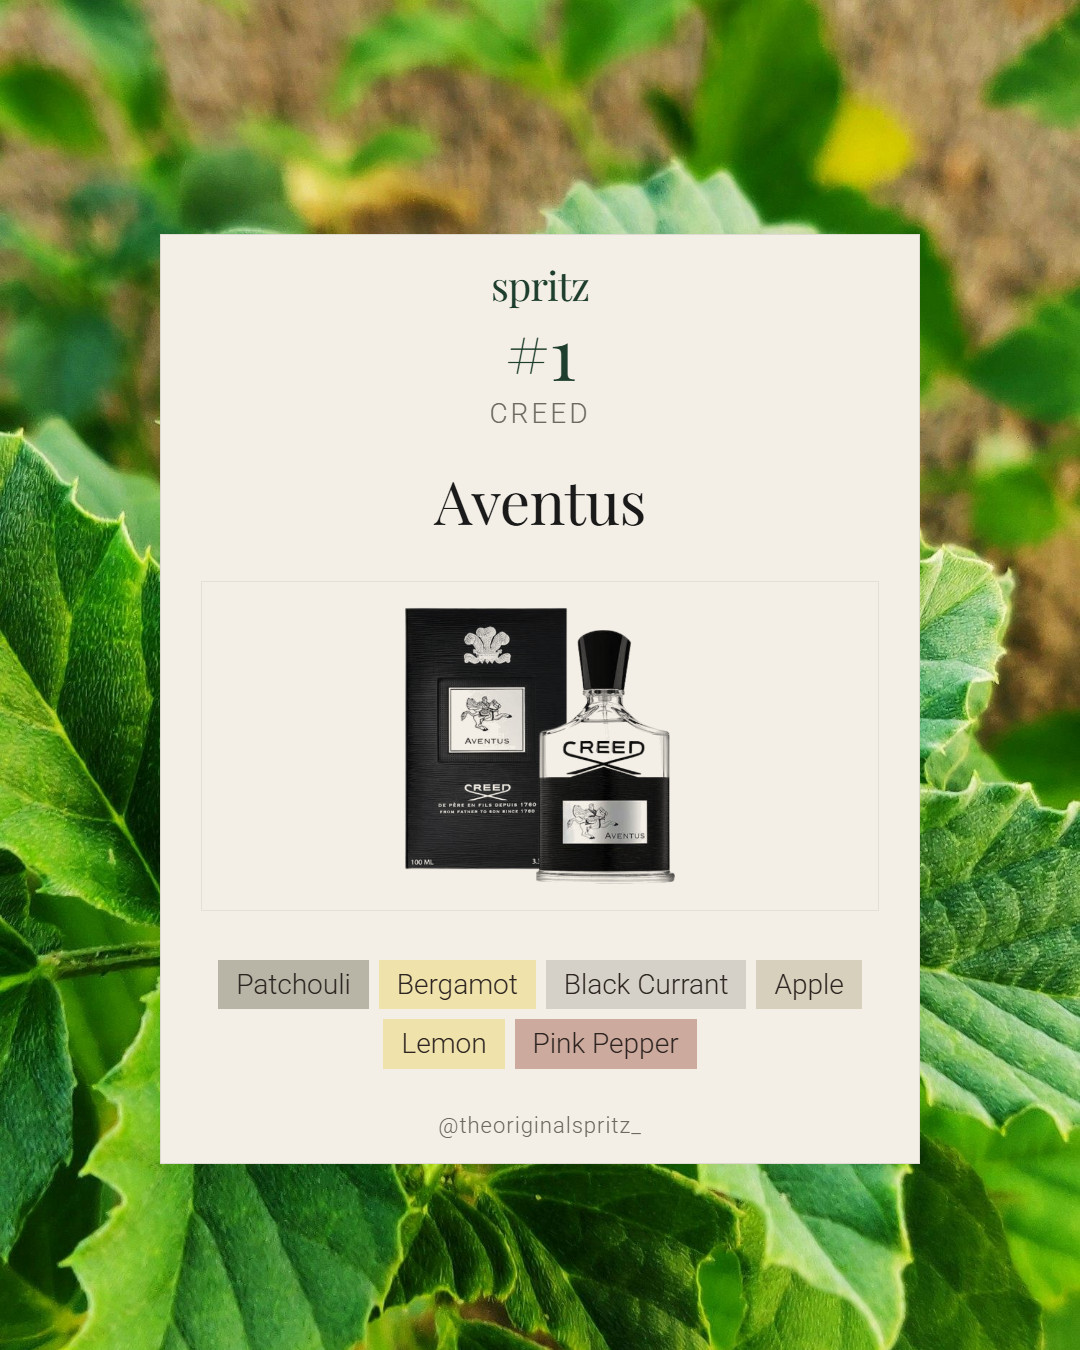 spritz
#1
CREED
Aventus
AVENTUS
CREED
DE PÈRE EN FILS DEPUIS 1760
FROM FATHER TO SON SINCE 1760
100 ML 3.
CREED
AVENTUS
Patchouli Bergamot Black Currant Apple
Lemon Pink Pepper
@theoriginalspritz_